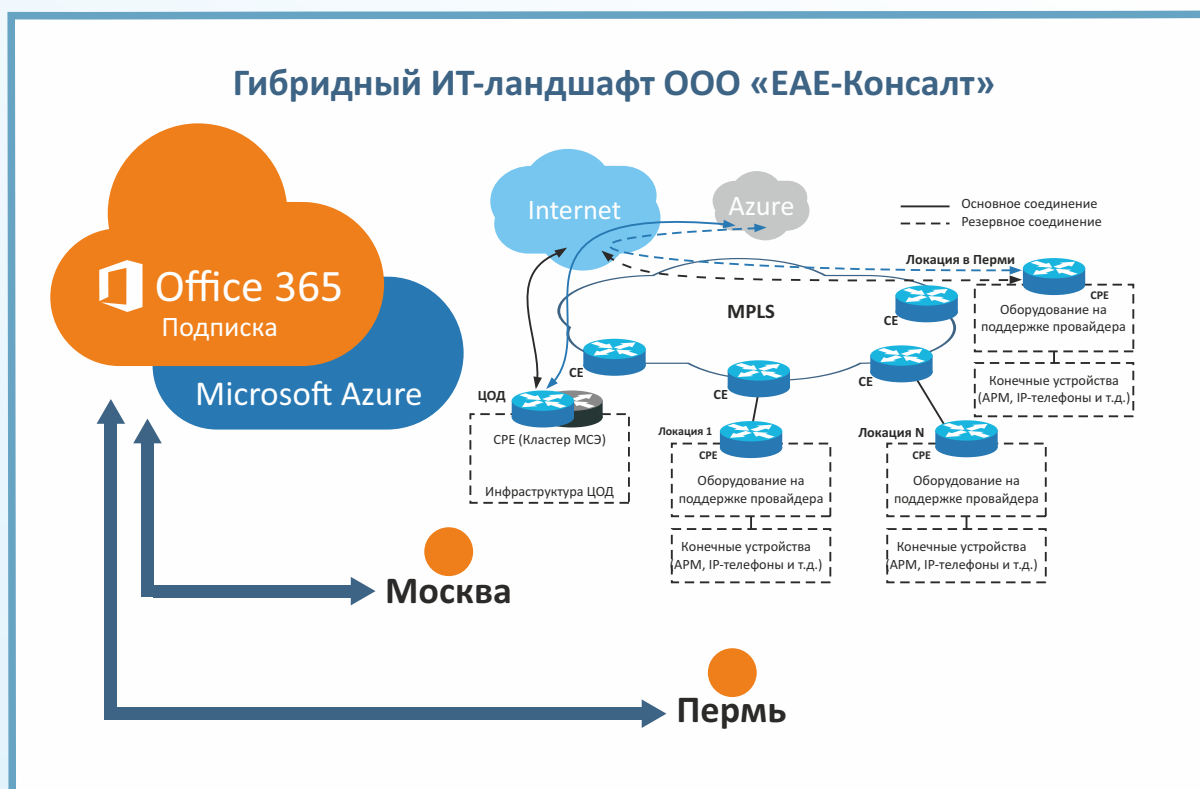 Гибридный ИТ-ландшафт ООО «ЕАЕ-Консалт»
Office 365
Подписка
Microsoft Azure
Москва
Пермь
Internet
Azure
Основное соединение
Резервное соединение
MPLS
Локация в Перми
CPE
Оборудование на
поддержке провайдера
Конечные устройства
(АРМ, IP-телефоны и т.д.)
CE
CE
CE
CE
ЦОД
CPE (Кластер МСЭ)
Инфраструктура ЦОД
Локация 1
CPE
Оборудование на
поддержке провайдера
Конечные устройства
(АРМ, IP-телефоны и т.д.)
Локация N
CPE
Оборудование на
поддержке провайдера
Конечные устройства
(АРМ, IP-телефоны и т.д.)